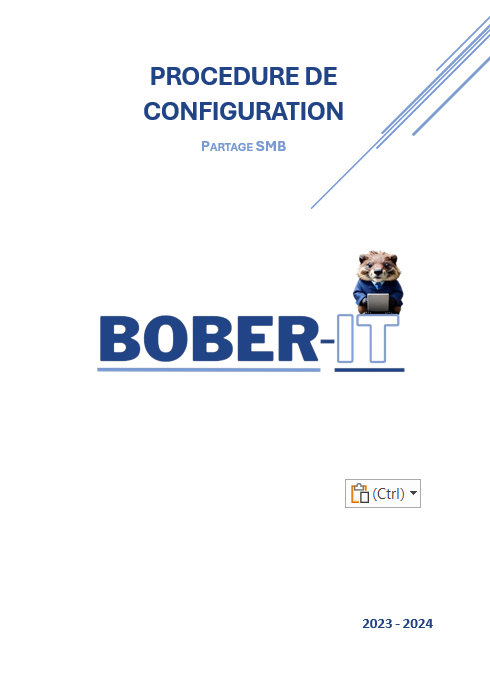 PROCEDURE DE
CONFIGURATION
PARTAGE SMB
BOBER-IT
(Ctrl)
2023 - 2024